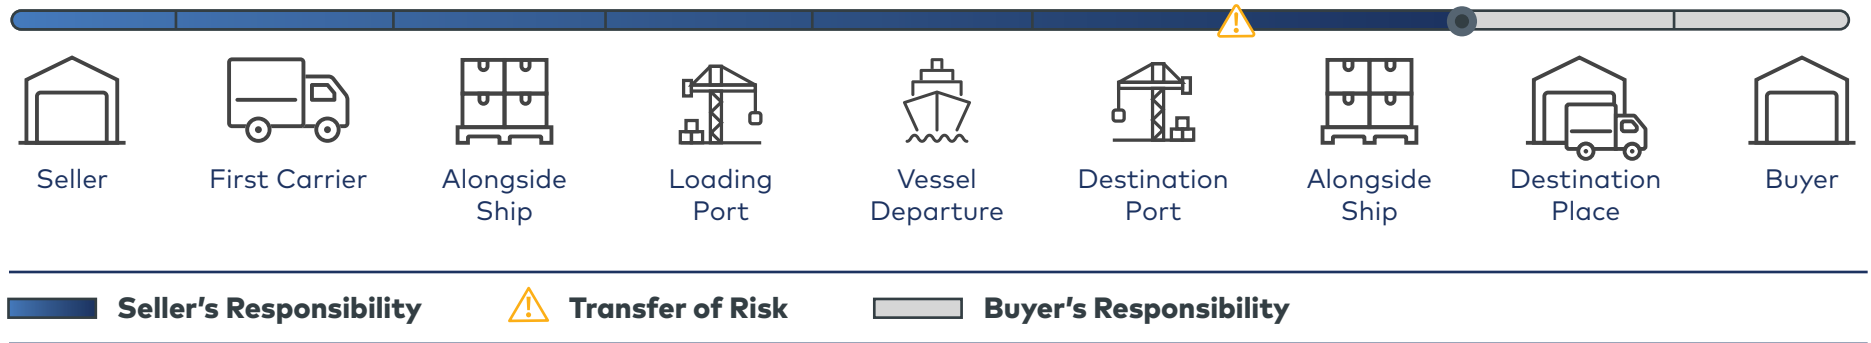 Seller
First Carrier
Alongside
Ship
Loading
Port
Vessel
Departure
Destination
Port
Alongside
Ship
Destination
Place
Buyer
Seller's Responsibility
Transfer of Risk
Buyer's Responsibility